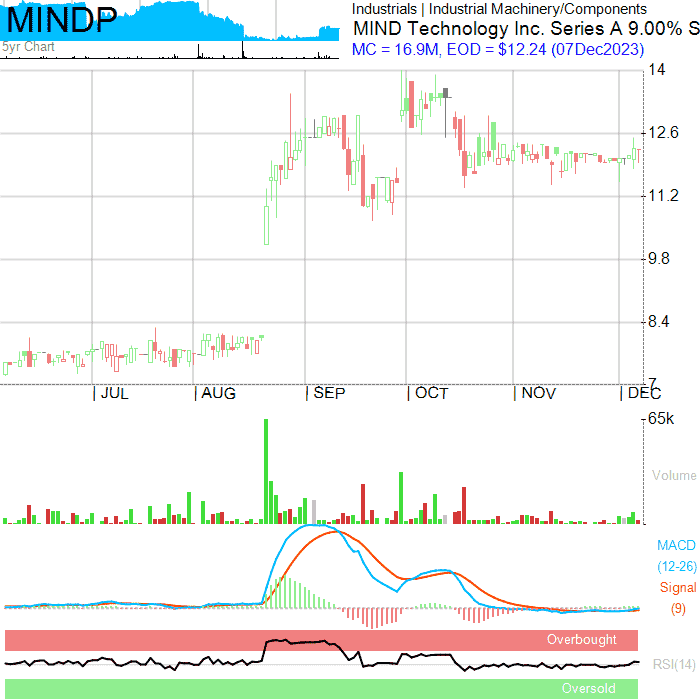 MINDP
5yr Chart
Industrials | Industrial Machinery/Components
MIND Technology Inc. Series A 9.00% S
MC = 16.9M, EOD = $12.24 (07Dec2023)
14
12.6
11.2
9.8
8.4
7
| JUL | AUG | SEP | OCT | NOV | DEC
65k
Volume
MACD
(12-26)
Signal
(9)
Overbought
RSI(14)
Oversold